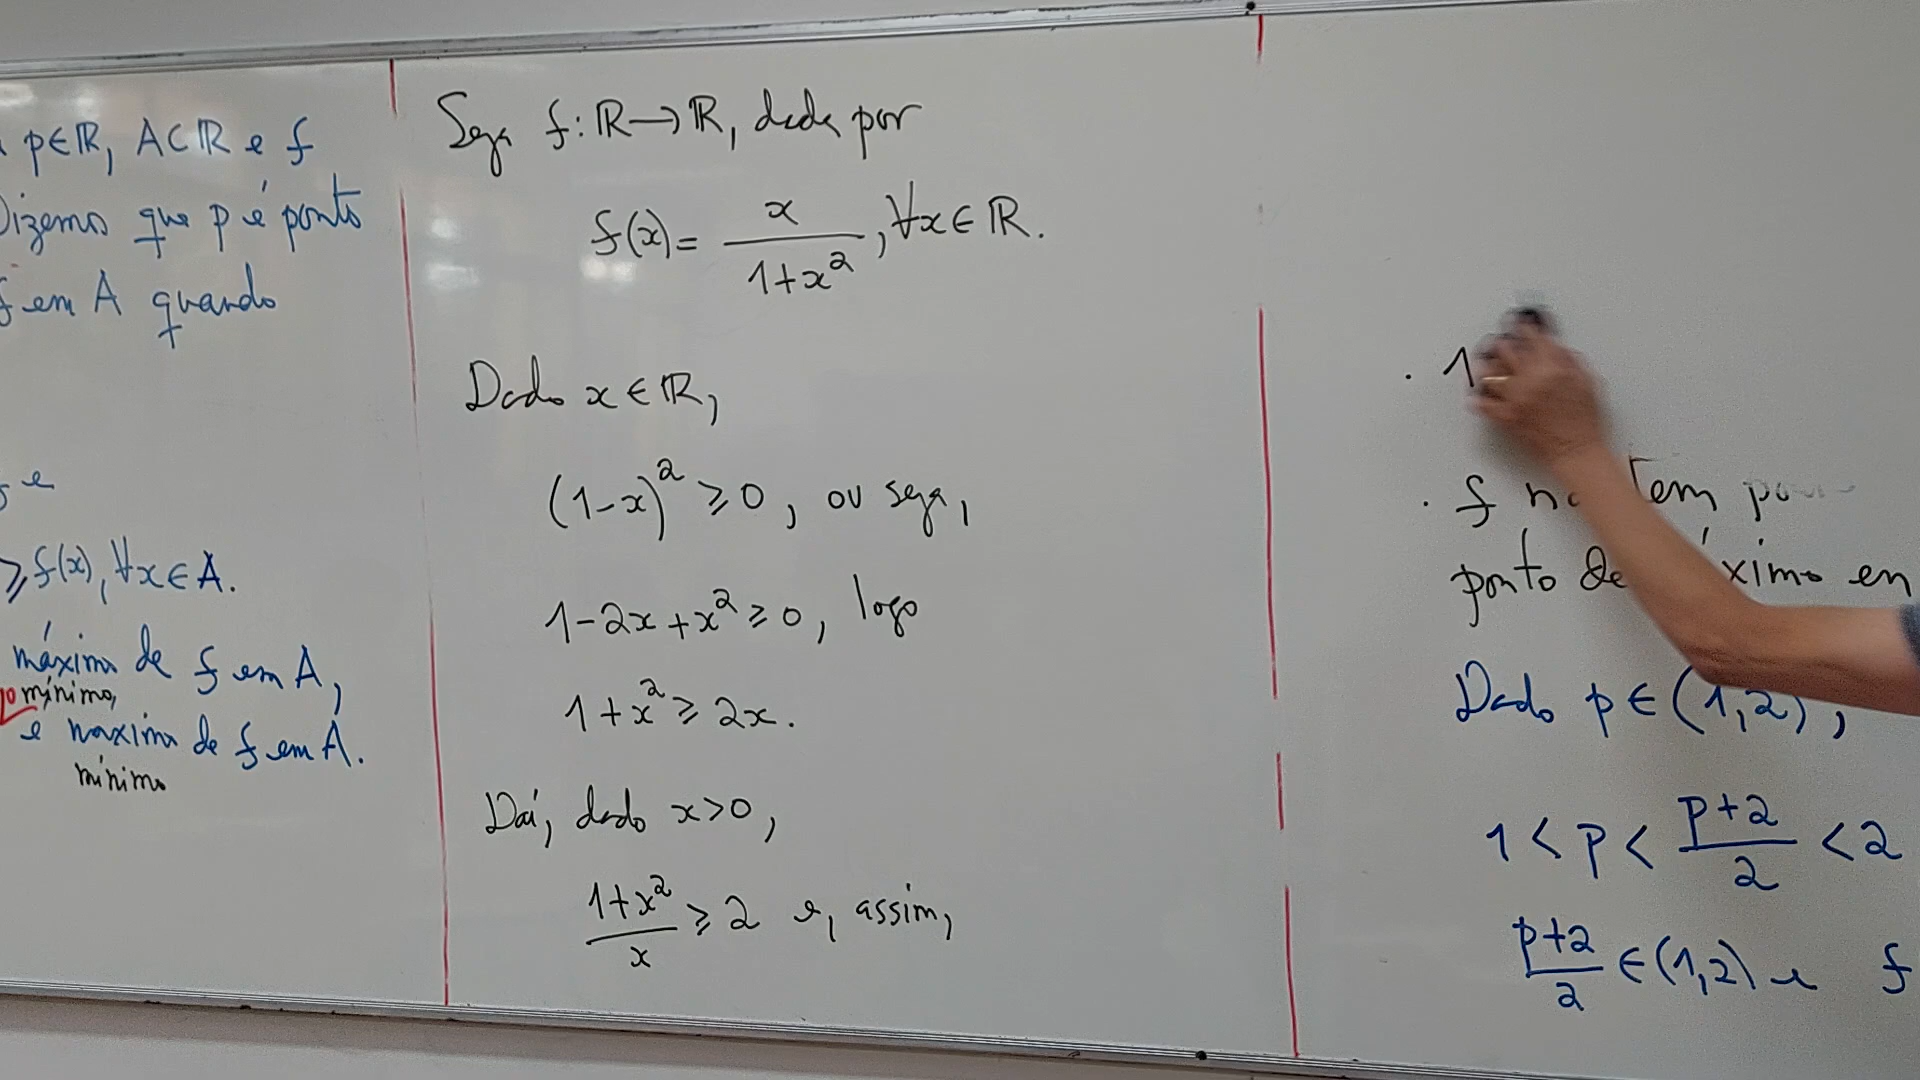 p∈ℝ, A⊂ℝ e f
Dizemos que p é ponto
f em A quando
e
≥ f(x), ∀x∈A.
máximo de f em A,
mínimo,
e máximo de f em A.
mínimo
Seja f: ℝ→ℝ, dada por
f(x) = x/(1+x²), ∀x∈ℝ.
Dado x∈ℝ,
(1-x)² ≥ 0, ou seja,
1-2x+x² ≥ 0, logo
1+x² ≥ 2x.
Daí, dado x>0,
(1+x²)/x ≥ 2 e, assim,
· 1
· f tem
ponto de em
Dado p∈(1,2),
1 < p < (p+2)/2 < 2
(p+2)/2 ∈ (1,2) e f